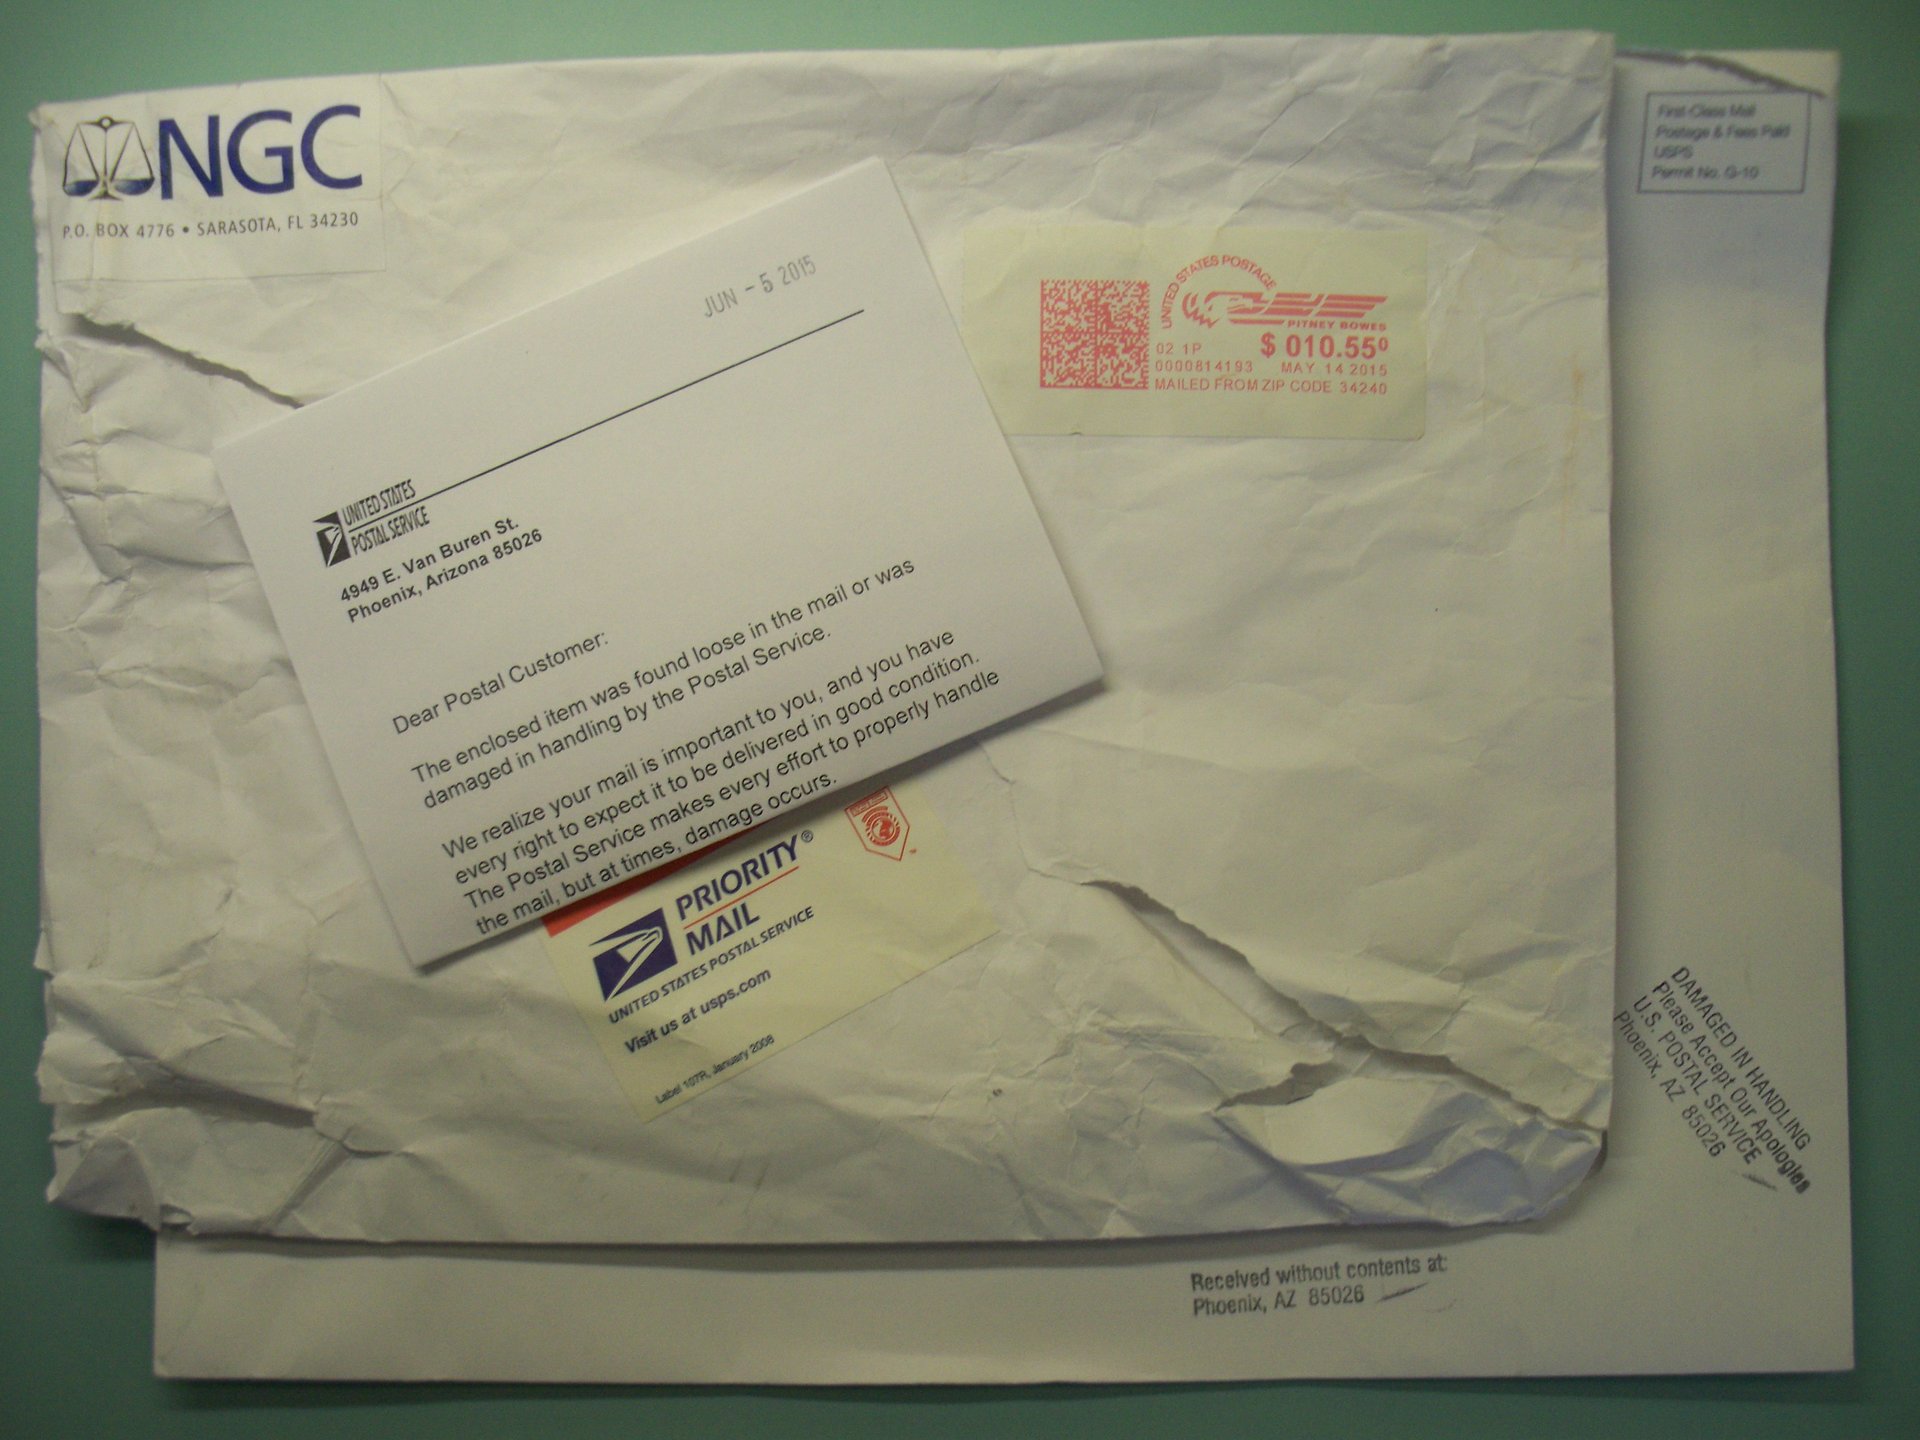 NGC
P.O. BOX 4776 • SARASOTA, FL 34230
First-Class Mail
Postage & Fees Paid
USPS
Permit No. G-10
UNITED STATES POSTAGE
PITNEY BOWES
02 1P $ 010.55⁰
0000814193 MAY 14 2015
MAILED FROM ZIP CODE 34240
JUN - 5 2015
UNITED STATES
POSTAL SERVICE
4949 E. Van Buren St.
Phoenix, Arizona 85026
Dear Postal Customer:
The enclosed item was found loose in the mail or was
damaged in handling by the Postal Service.
We realize your mail is important to you, and you have
every right to expect it to be delivered in good condition.
The Postal Service makes every effort to properly handle
the mail, but at times, damage occurs.
PRIORITY®
MAIL
UNITED STATES POSTAL SERVICE
Visit us at usps.com
Label 107R, January 2008
DAMAGED IN HANDLING
Please Accept Our Apologies
U.S. POSTAL SERVICE
Phoenix, AZ 85026
Received without contents at:
Phoenix, AZ 85026